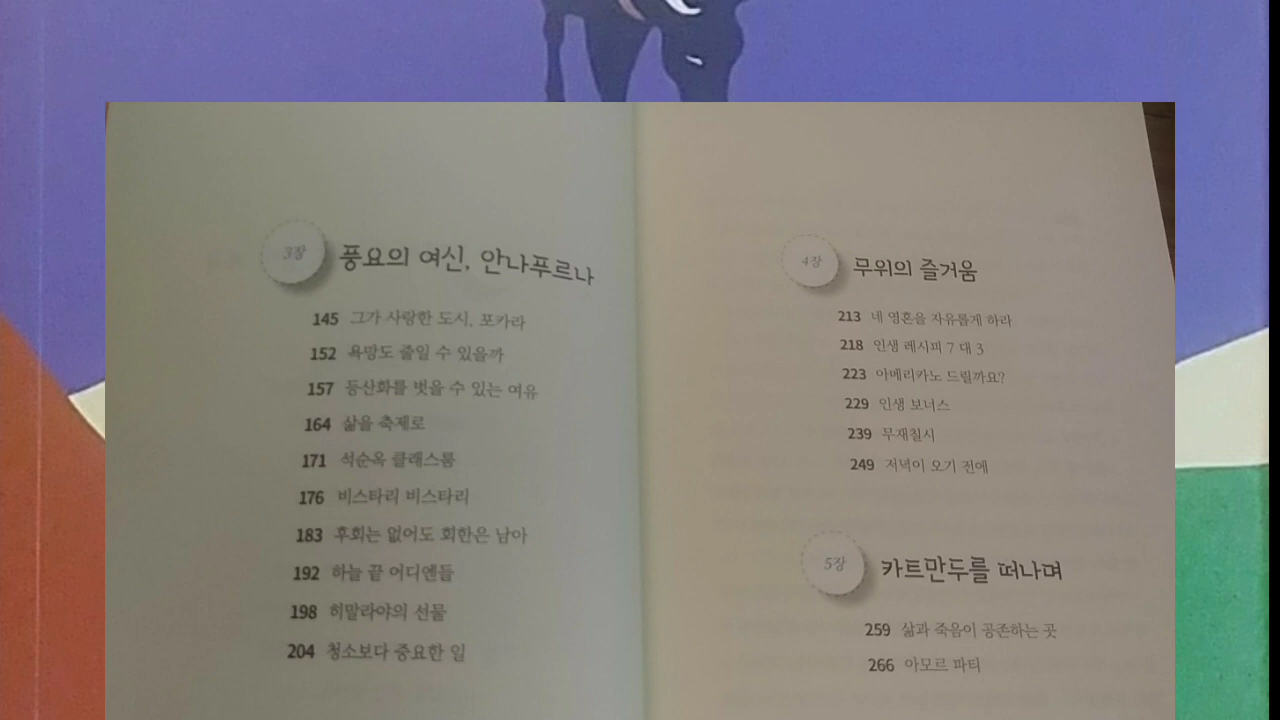 3장 풍요의 여신, 안나푸르나
145 그가 사랑한 도시, 포카라
152 욕망도 줄일 수 있을까
157 등산화를 벗을 수 있는 여유
164 삶을 축제로
171 석순옥 클래스룸
176 비스타리 비스타리
183 후회는 없어도 회한은 남아
192 하늘 끝 어디엔들
198 히말라야의 선물
204 청소보다 중요한 일
4장 무위의 즐거움
213 네 영혼을 자유롭게 하라
218 인생 레시피 7 대 3
223 아메리카노 드릴까요?
229 인생 보너스
239 무재칠시
249 저녁이 오기 전에
5장 카트만두를 떠나며
259 삶과 죽음이 공존하는 곳
266 아모르 파티